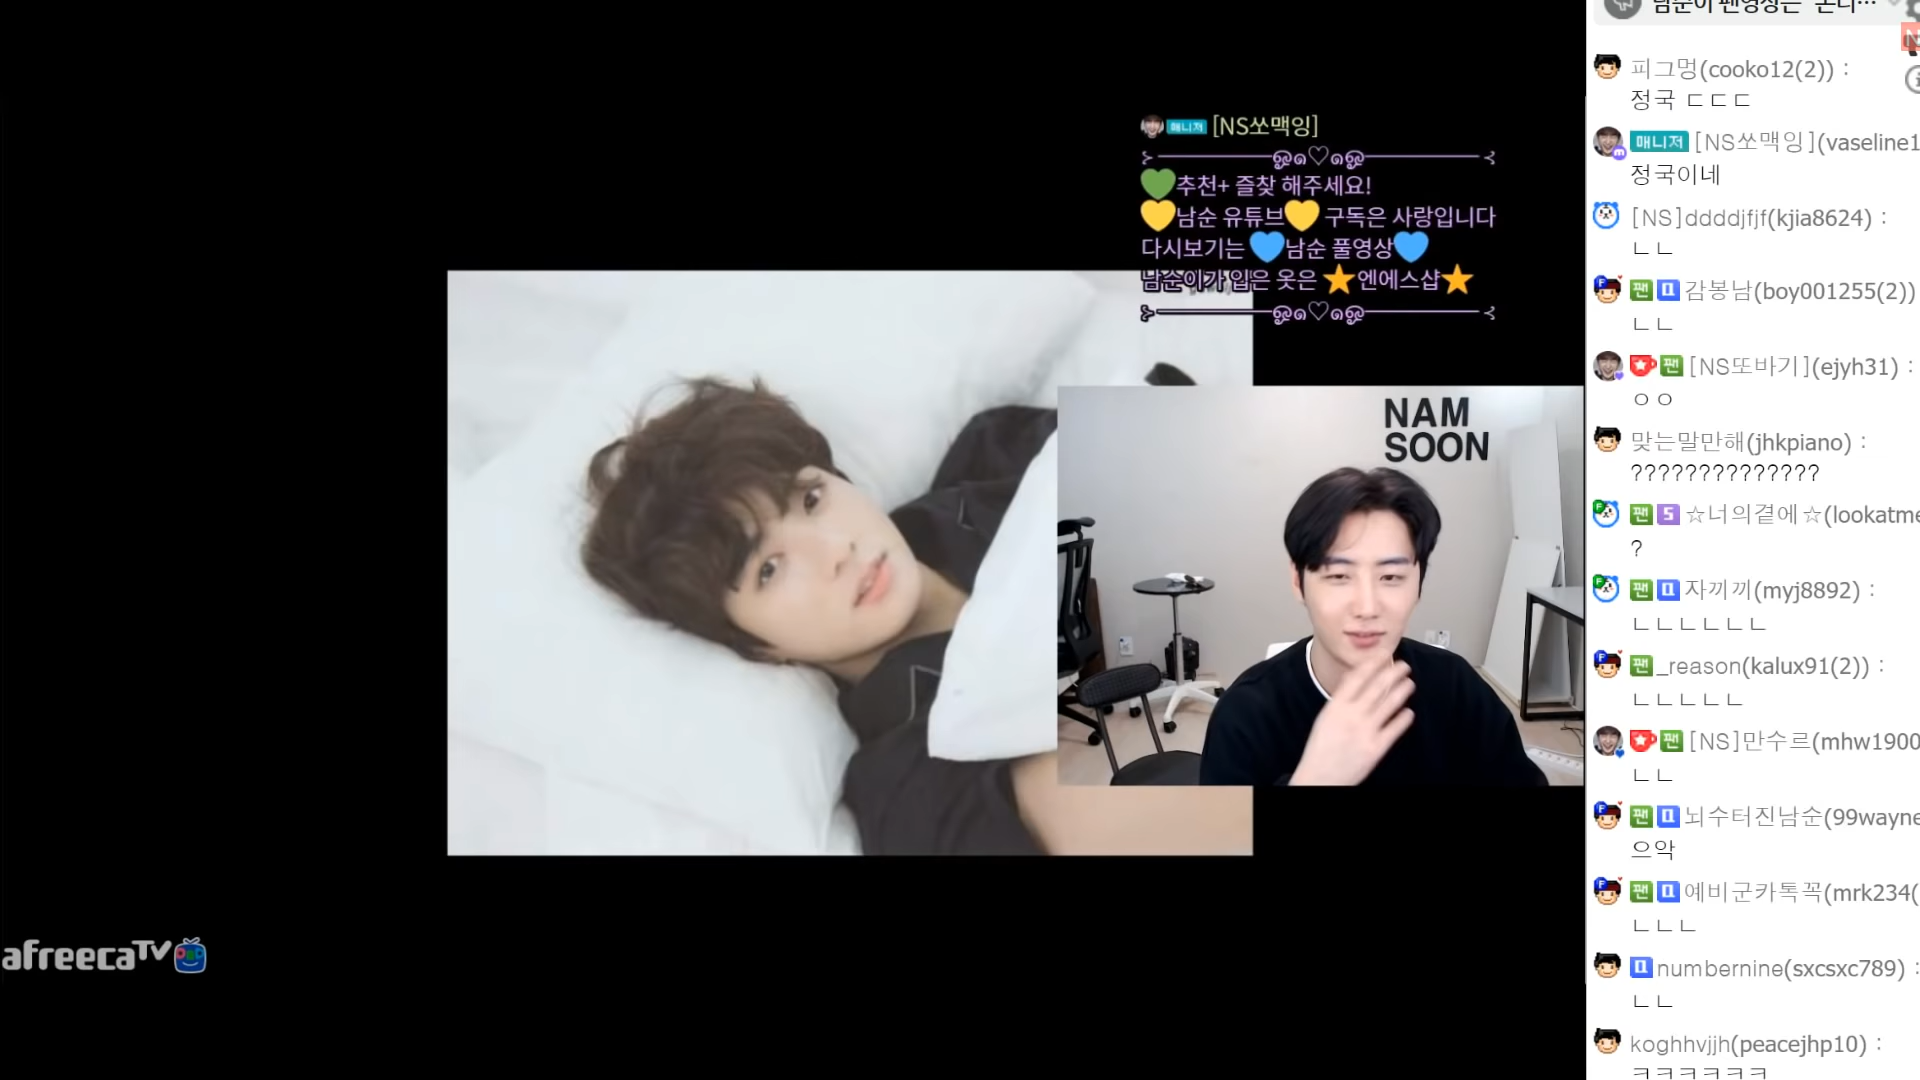 매니저 [NS쏘맥잉]
추천+ 즐찾 해주세요!
남순 유튜브 구독은 사랑입니다
다시보기는 남순 풀영상
남순이가 입은 옷은 엔에스샵
NAM
SOON
afreecaTV
피그멍(cooko12(2)) :
정국 ㄷㄷㄷ
매니저 [NS쏘맥잉](vaseline1
정국이네
[NS]ddddjfjf(kjia8624) :
ㄴㄴ
팬 감봉남(boy001255(2))
ㄴㄴ
팬 [NS또바기](ejyh31) :
ㅇㅇ
맞는말만해(jhkpiano) :
??????????????
팬 S ☆너의곁에☆(lookatme
?
팬 자끼끼(myj8892) :
ㄴㄴㄴㄴㄴㄴ
팬 _reason(kalux91(2)) :
ㄴㄴㄴㄴㄴ
팬 [NS]만수르(mhw1900
ㄴㄴ
팬 뇌수터진남순(99wayne
으악
팬 예비군카톡꼭(mrk234(
ㄴㄴㄴ
numbernine(sxcsxc789) :
ㄴㄴ
koghhvjjh(peacejhp10) :
ㅋㅋㅋㅋㅋㅋ